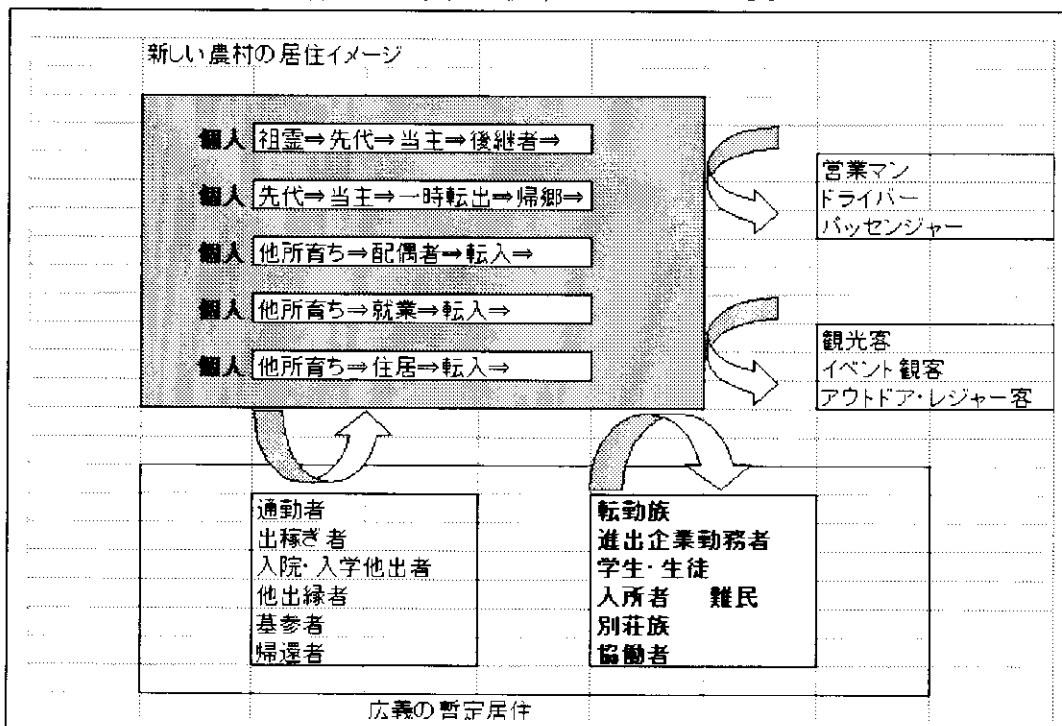 新しい農村の居住イメージ
個人 祖霊⇒先代⇒当主⇒後継者⇒
個人 先代⇒当主⇒一時転出⇒帰郷⇒
個人 他所育ち⇒配偶者⇒転入⇒
個人 他所育ち⇒就業⇒転入⇒
個人 他所育ち⇒住居⇒転入⇒
営業マン
ドライバー
パッセンジャー
観光客
イベント観客
アウトドア・レジャー客
通勤者
出稼ぎ者
入院・入学他出者
他出縁者
墓参者
帰還者
転勤族
進出企業勤務者
学生・生徒
入所者 難民
別荘族
協働者
広義の暫定居住